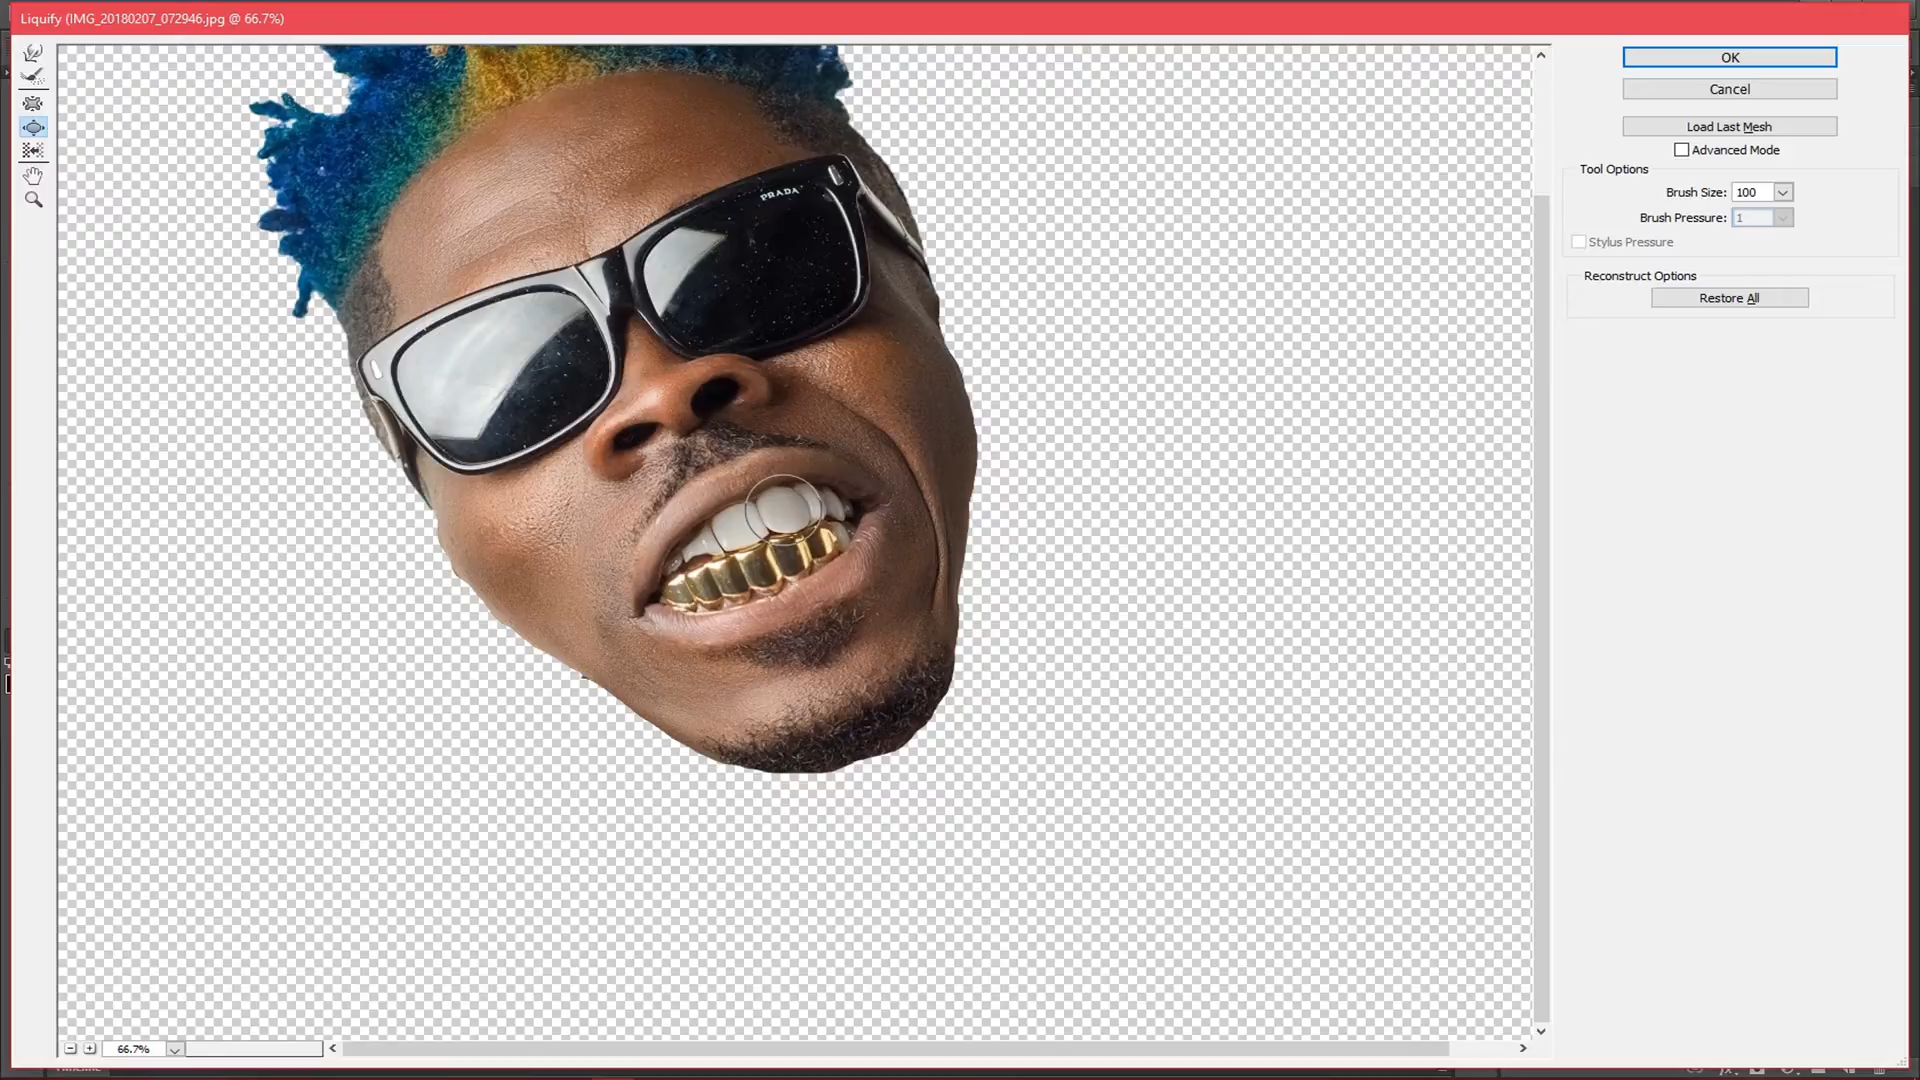 Liquify (IMG_20180207_072946.jpg @ 66.7%)
OK
Cancel
Load Last Mesh
Advanced Mode
Tool Options
Brush Size: 100
Brush Pressure: 1
Stylus Pressure
Reconstruct Options
Restore All
PRADA
66.7%